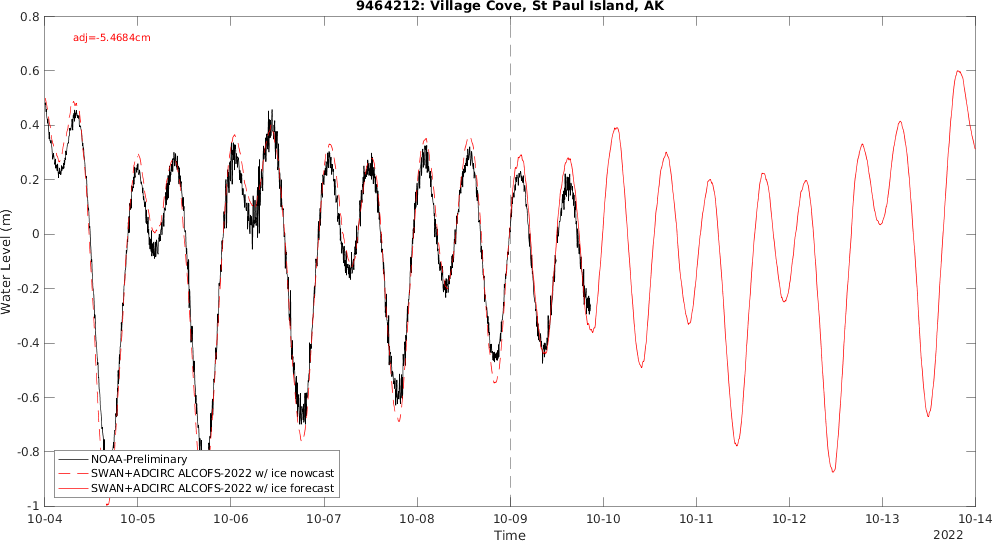 9464212: Village Cove, St Paul Island, AK
adj=-5.4684cm
Water Level (m)
0.8
0.6
0.4
0.2
0
-0.2
-0.4
-0.6
-0.8
-1
NOAA-Preliminary
SWAN+ADCIRC ALCOFS-2022 w/ ice nowcast
SWAN+ADCIRC ALCOFS-2022 w/ ice forecast
10-04 10-05 10-06 10-07 10-08 10-09 10-10 10-11 10-12 10-13 10-14
Time
2022